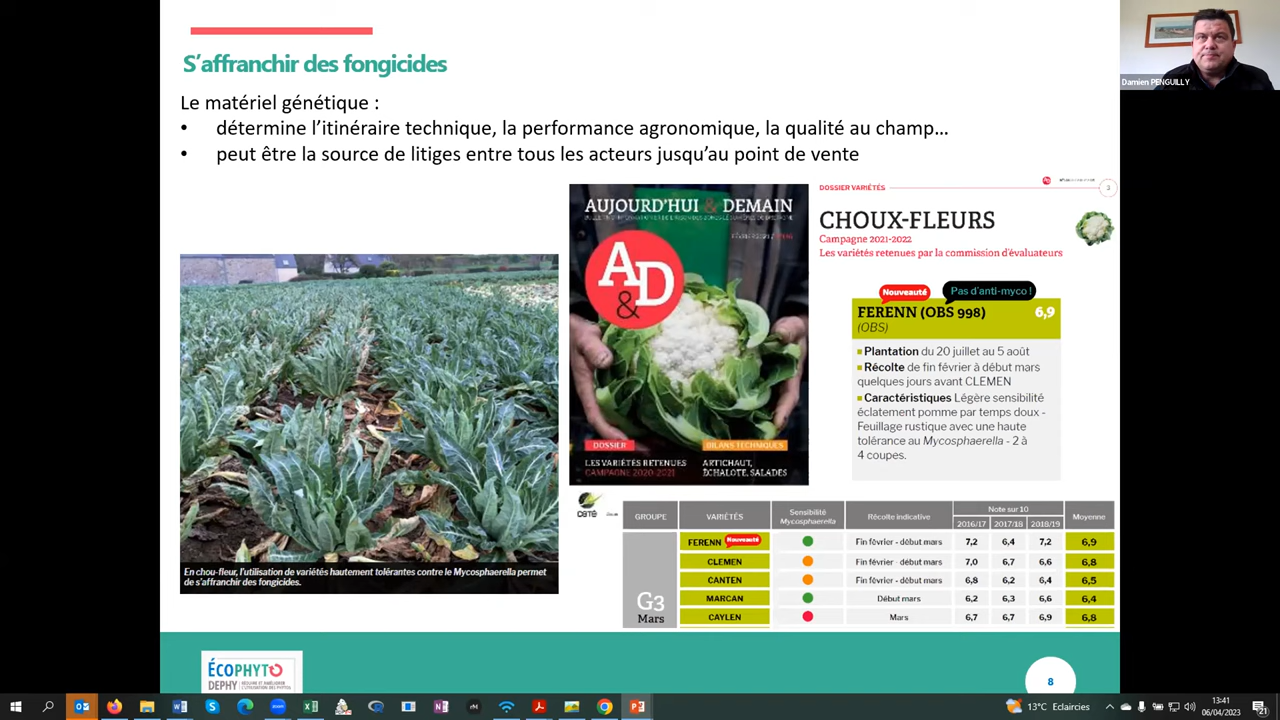 S'affranchir des fongicides
Le matériel génétique :
• détermine l'itinéraire technique, la performance agronomique, la qualité au champ...
• peut être la source de litiges entre tous les acteurs jusqu'au point de vente
En chou-fleur, l'utilisation de variétés hautement tolérantes contre le Mycosphaerella permet
de s'affranchir des fongicides.
AUJOURD'HUI & DEMAIN
A&D
DOSSIER
LES VARIÉTÉS RETENUES
CAMPAGNE 2020-2021
BILANS TECHNIQUES
ARTICHAUT,
ÉCHALOTE, SALADES
DOSSIER VARIÉTÉS
3
CHOUX-FLEURS
Campagne 2021-2022
Les variétés retenues par la commission d'évaluateurs
Nouveauté
Pas d'anti-myco !
FERENN (OBS 998) 6,9
(OBS)
Plantation du 20 juillet au 5 août
Récolte de fin février à début mars
quelques jours avant CLEMEN
Caractéristiques Légère sensibilité
éclatement pomme par temps doux -
Feuillage rustique avec une haute
tolérance au Mycosphaerella - 2 à
4 coupes.
GROUPE VARIÉTÉS Sensibilité Mycosphaerella Récolte indicative Note sur 10 Moyenne
2016/17 2017/18 2018/19
G3 Mars
FERENN Nouveauté Fin février - début mars 7,2 6,4 7,2 6,9
CLEMEN Fin février - début mars 7,0 6,7 6,6 6,8
CANTEN Fin février - début mars 6,8 6,2 6,4 6,5
MARCAN Début mars 6,2 6,3 6,6 6,4
CAYLEN Mars 6,7 6,7 6,9 6,8
ÉCOPHYTO
DEPHY RÉDUIRE ET AMÉLIORER
L'UTILISATION DES PHYTOS
8
Damien PENGUILLY
13°C Eclaircies
13:41
06/04/2023